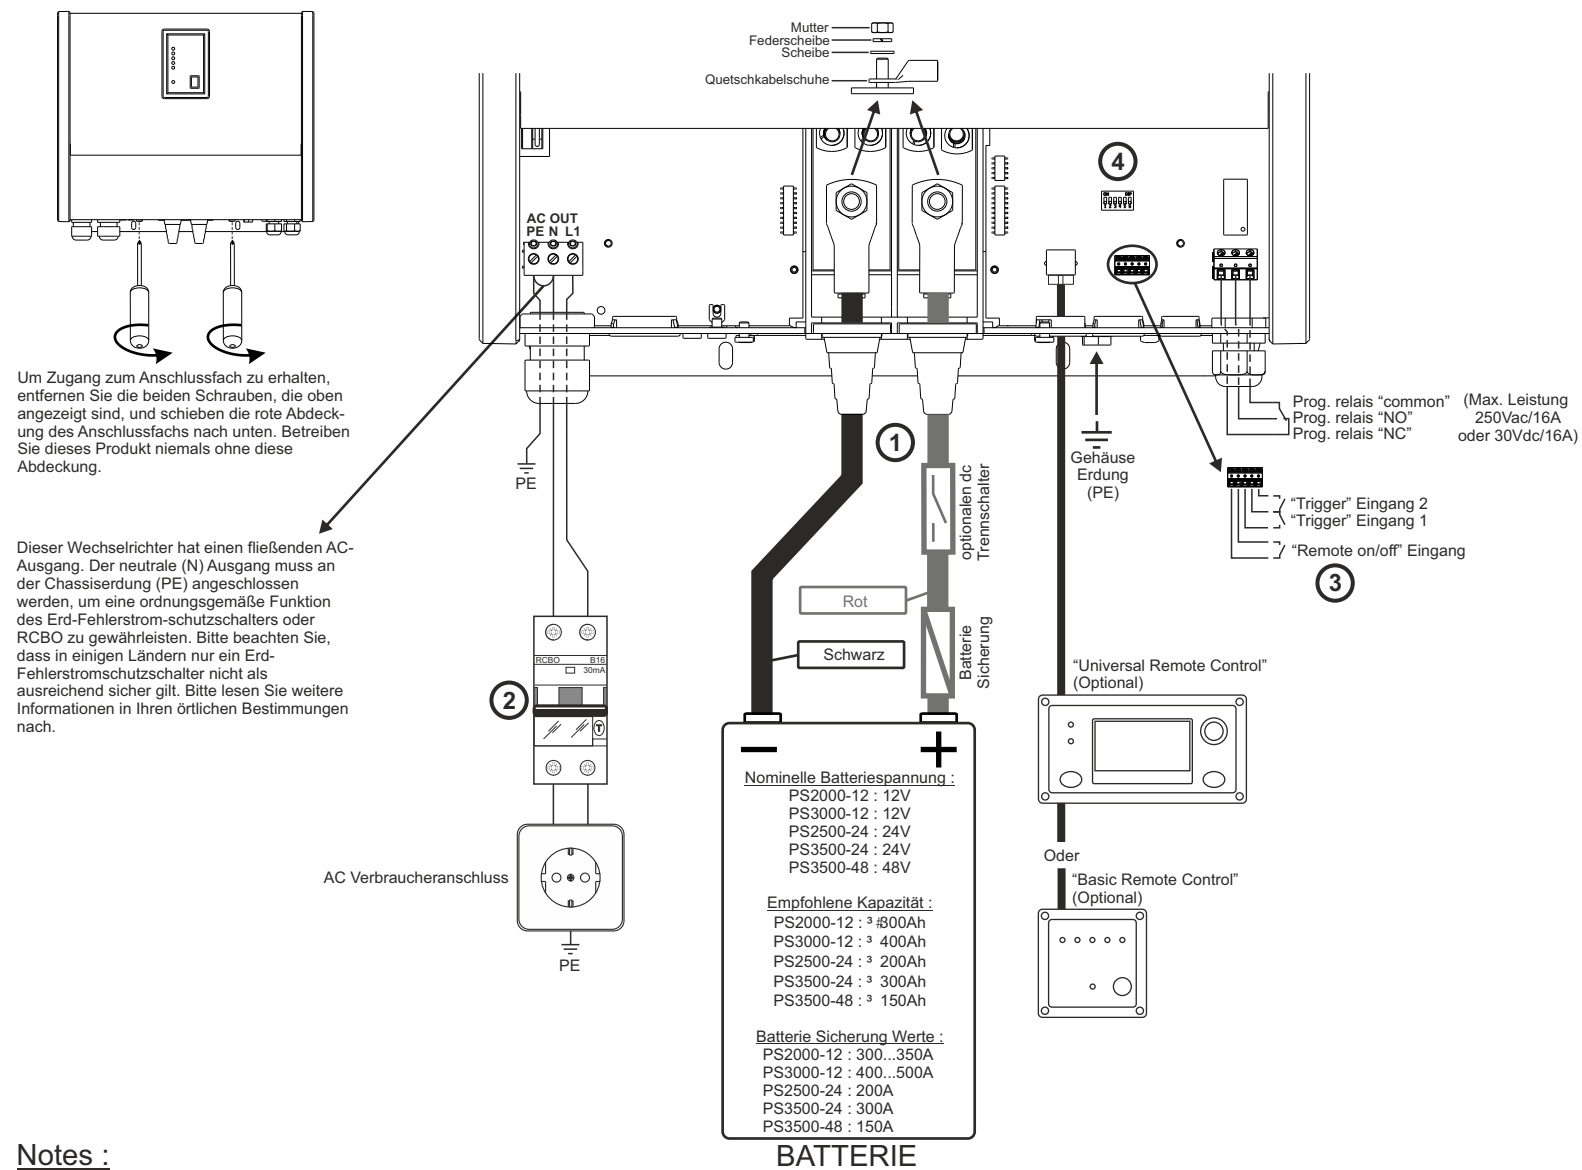 Mutter
Federscheibe
Scheibe
Quetschkabelschuhe
4
AC OUT
PE N L1
Um Zugang zum Anschlussfach zu erhalten,
entfernen Sie die beiden Schrauben, die oben
angezeigt sind, und schieben die rote Abdeck-
ung des Anschlussfachs nach unten. Betreiben
Sie dieses Produkt niemals ohne diese
Abdeckung.
PE
1
Gehäuse
Erdung
(PE)
Prog. relais “common”
Prog. relais “NO”
Prog. relais “NC”
(Max. Leistung
250Vac/16A
oder 30Vdc/16A)
“Trigger” Eingang 2
“Trigger” Eingang 1
“Remote on/off” Eingang
3
optionalen dc
Trennschalter
Dieser Wechselrichter hat einen fließenden AC-
Ausgang. Der neutrale (N) Ausgang muss an
der Chassiserdung (PE) angeschlossen
werden, um eine ordnungsgemäße Funktion
des Erd-Fehlerstrom-schutzschalters oder
RCBO zu gewährleisten. Bitte beachten Sie,
dass in einigen Ländern nur ein Erd-
Fehlerstromschutzschalter nicht als
ausreichend sicher gilt. Bitte lesen Sie weitere
Informationen in Ihren örtlichen Bestimmungen
nach.
Rot
Schwarz
Batterie
Sicherung
RCBO B16
30mA
2
T
“Universal Remote Control”
(Optional)
Oder
“Basic Remote Control”
(Optional)
AC Verbraucheranschluss
PE
Nominelle Batteriespannung :
PS2000-12 : 12V
PS3000-12 : 12V
PS2500-24 : 24V
PS3500-24 : 24V
PS3500-48 : 48V
Empfohlene Kapazität :
PS2000-12 : ³ #300Ah
PS3000-12 : ³ 400Ah
PS2500-24 : ³ 200Ah
PS3500-24 : ³ 300Ah
PS3500-48 : ³ 150Ah
Batterie Sicherung Werte :
PS2000-12 : 300...350A
PS3000-12 : 400...500A
PS2500-24 : 200A
PS3500-24 : 300A
PS3500-48 : 150A
BATTERIE
Notes :